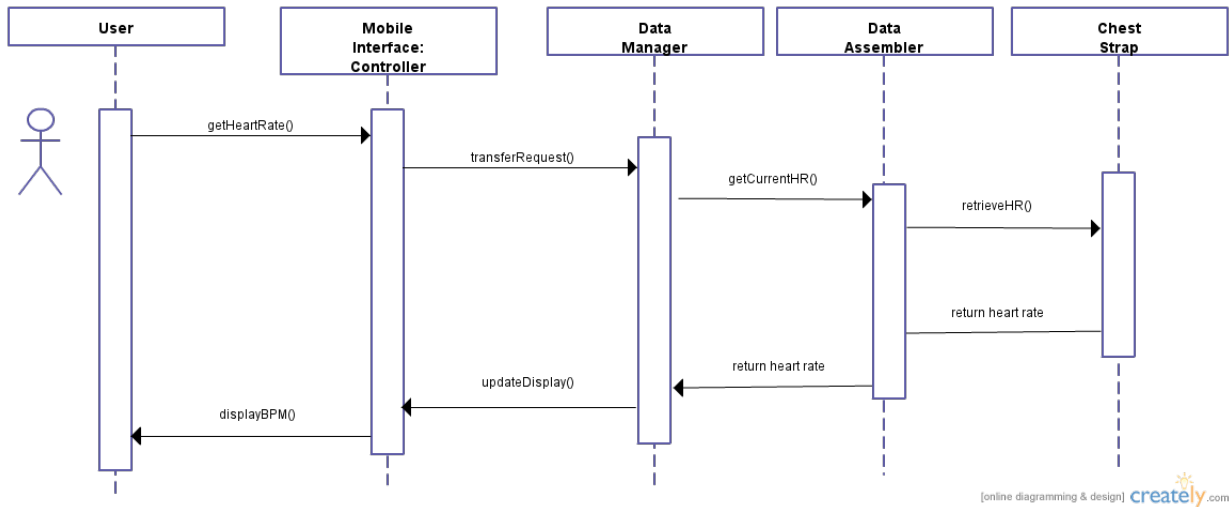 User
Mobile
Interface:
Controller
Data
Manager
Data
Assembler
Chest
Strap
getHeartRate()
transferRequest()
getCurrentHR()
retrieveHR()
return heart rate
return heart rate
updateDisplay()
displayBPM()
[online diagramming & design] creately.com